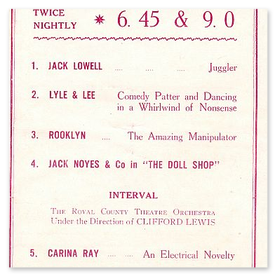 TWICE
NIGHTLY * 6. 45 & 9. 0
1. JACK LOWELL ... ... Juggler
2. LYLE & LEE Comedy Patter and Dancing
in a Whirlwind of Nonsense
3. ROOKLYN ... The Amazing Manipulator
4. JACK NOYES & Co in "THE DOLL SHOP"
INTERVAL
THE ROYAL COUNTY THEATRE ORCHESTRA
Under the Direction of CLIFFORD LEWIS
5. CARINA RAY ... An Electrical Novelty